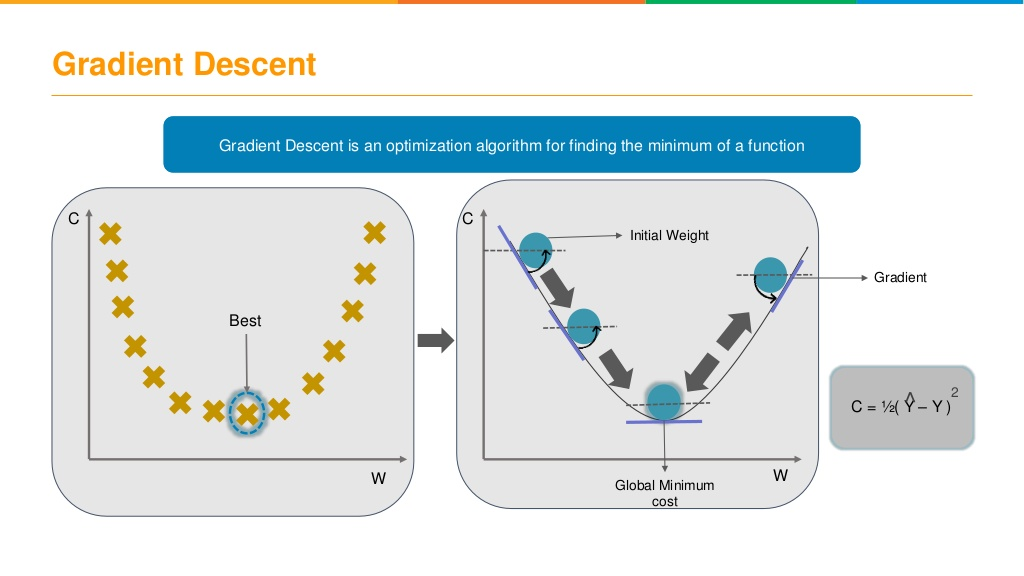 Gradient Descent
Gradient Descent is an optimization algorithm for finding the minimum of a function
C
Best
W
C
Initial Weight
Gradient
W
Global Minimum
cost
C = ½( Ŷ – Y )²